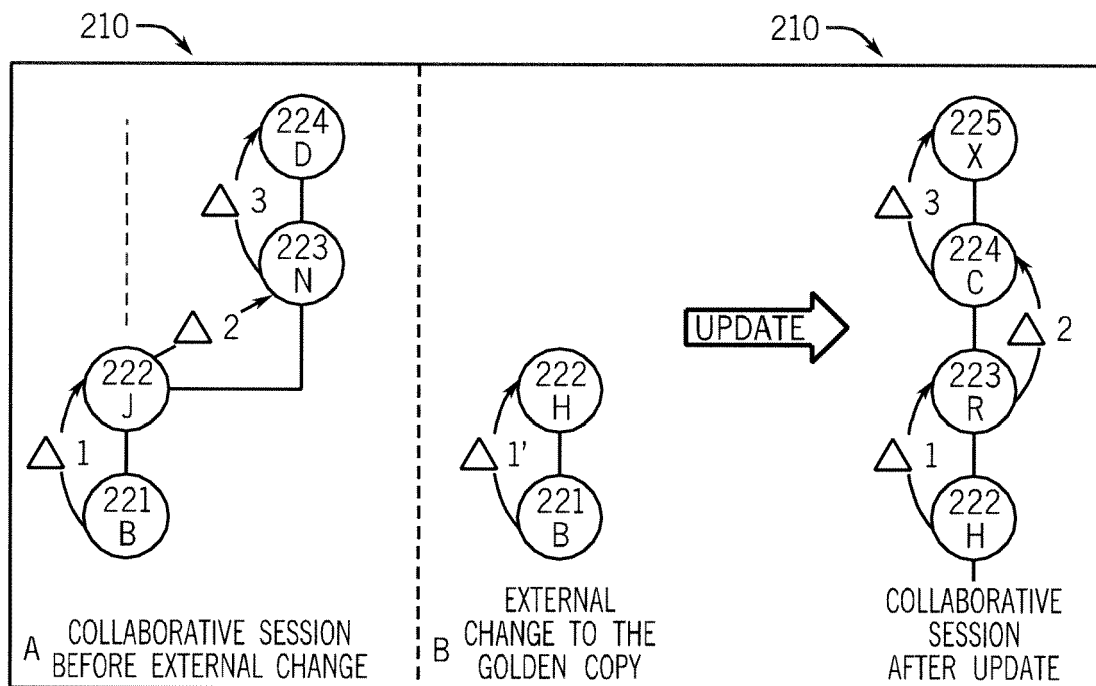 210
210
224
D
△ 3
223
N
△ 2
222
J
△ 1
221
B
A COLLABORATIVE SESSION
BEFORE EXTERNAL CHANGE
222
H
△ 1'
221
B
B EXTERNAL
CHANGE TO THE
GOLDEN COPY
UPDATE
225
X
△ 3
224
C
△ 2
223
R
△ 1
222
H
COLLABORATIVE
SESSION
AFTER UPDATE